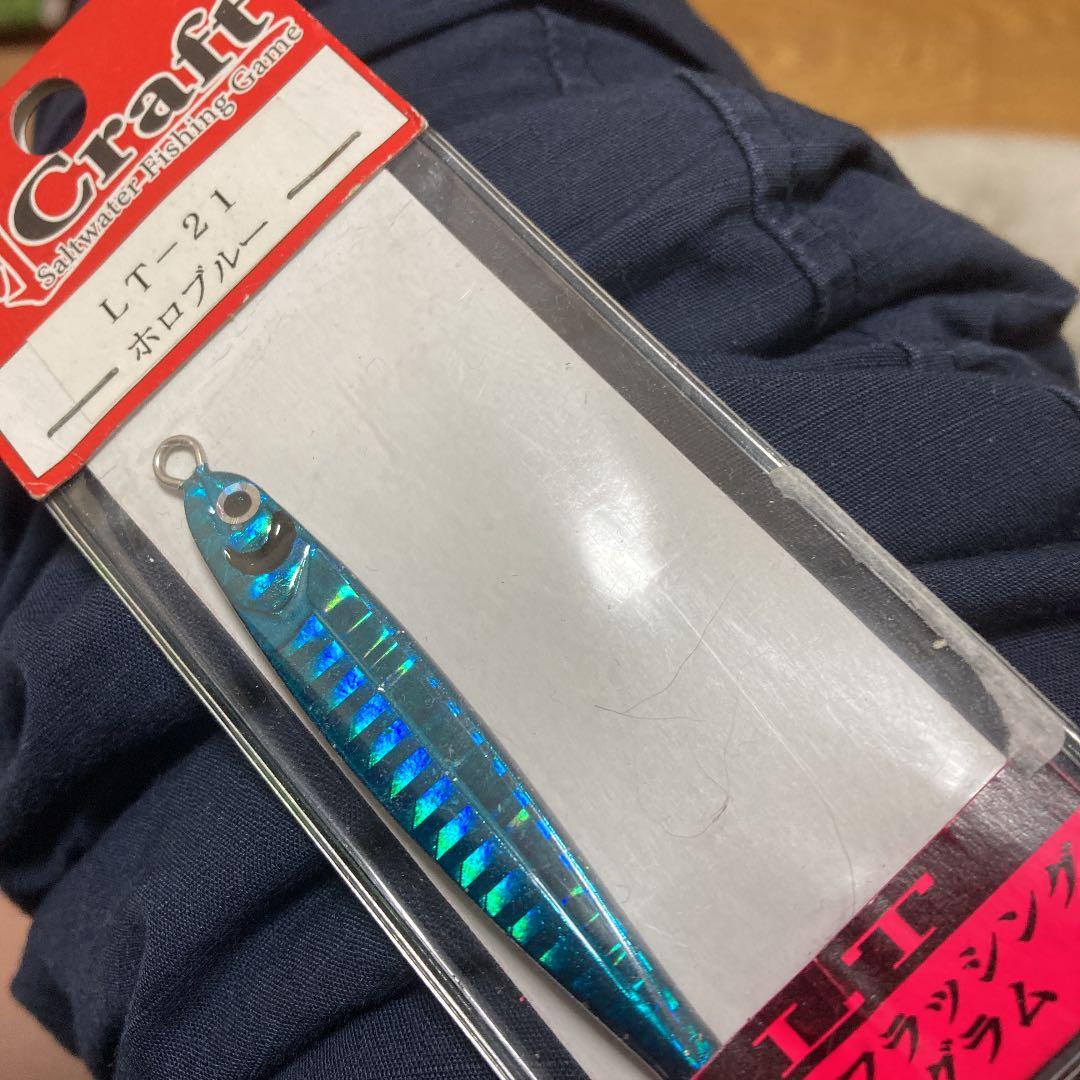 Craft
Saltwater Fishing Game
LT-21
ホロブルー
LT
フラッシング
グラム